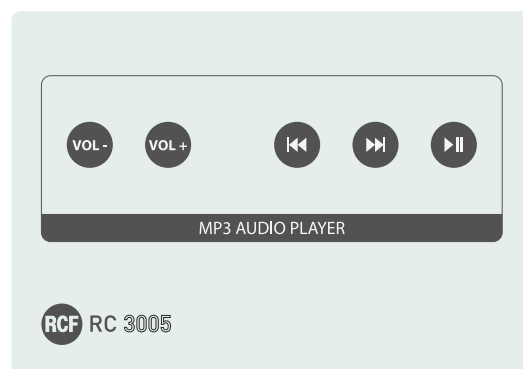 VOL - VOL +
MP3 AUDIO PLAYER
RCF RC 3005